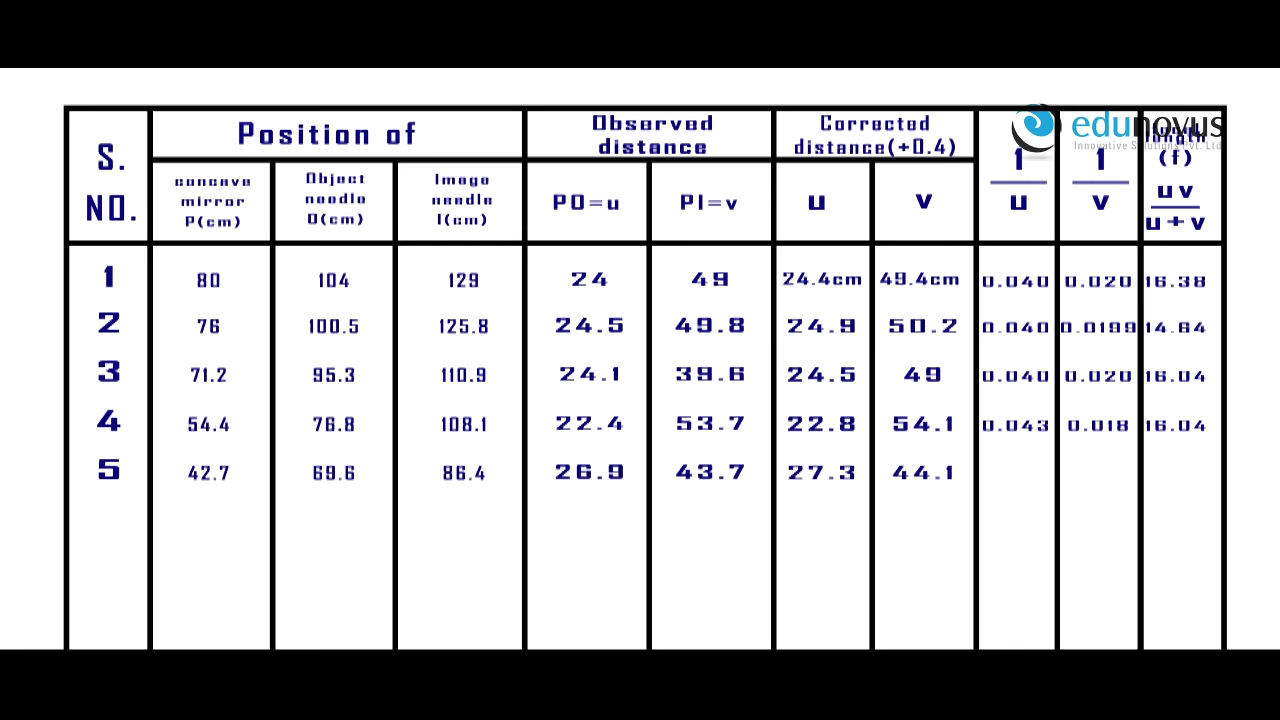 S. NO.
Position of
Observed distance
Corrected distance(+0.4)
edunovus
Innovative Solutions Pvt. Ltd
length (f)
concave mirror P(cm)
Object needle O(cm)
Image needle I(cm)
PO=u
PI=v
u
v
1 u
1 v
uv u+v
1 80 104 129 24 49 24.4cm 49.4cm 0.040 0.020 16.38
2 76 100.5 125.8 24.5 49.8 24.9 50.2 0.040 0.0199 14.64
3 71.2 95.3 110.9 24.1 39.6 24.5 49 0.040 0.020 16.04
4 54.4 76.8 108.1 22.4 53.7 22.8 54.1 0.043 0.018 16.04
5 42.7 69.6 86.4 26.9 43.7 27.3 44.1